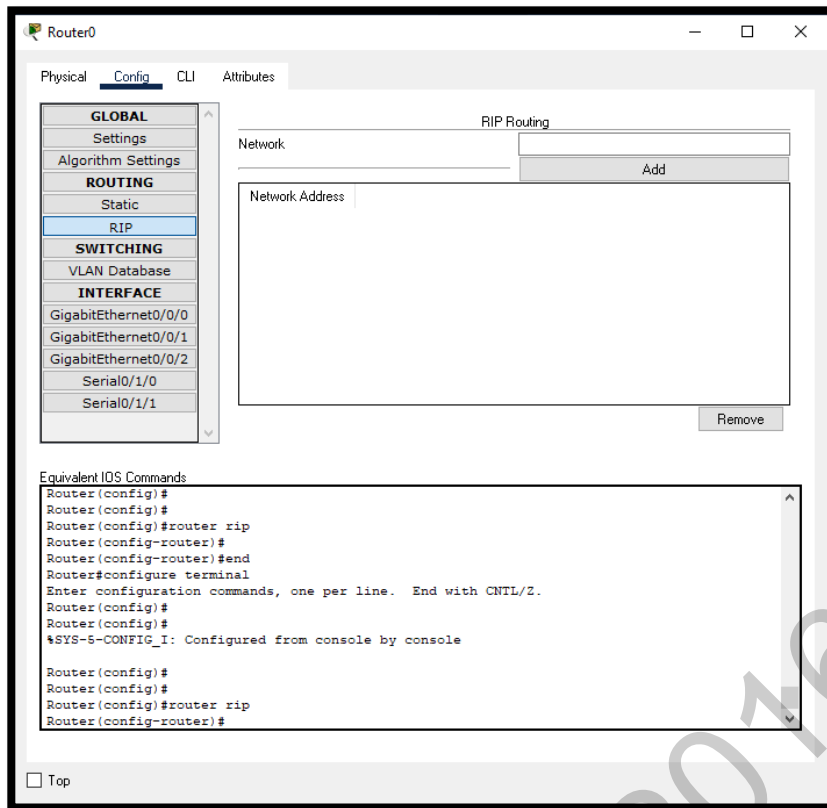 Router0
Physical Config CLI Attributes
GLOBAL
Settings
Algorithm Settings
ROUTING
Static
RIP
SWITCHING
VLAN Database
INTERFACE
GigabitEthernet0/0/0
GigabitEthernet0/0/1
GigabitEthernet0/0/2
Serial0/1/0
Serial0/1/1
RIP Routing
Network
Add
Network Address
Remove
Equivalent IOS Commands
Router(config)#
Router(config)#
Router(config)#router rip
Router(config-router)#
Router(config-router)#end
Router#configure terminal
Enter configuration commands, one per line. End with CNTL/Z.
Router(config)#
Router(config)#
%SYS-5-CONFIG_I: Configured from console by console
Router(config)#
Router(config)#
Router(config)#router rip
Router(config-router)#
Top
2016